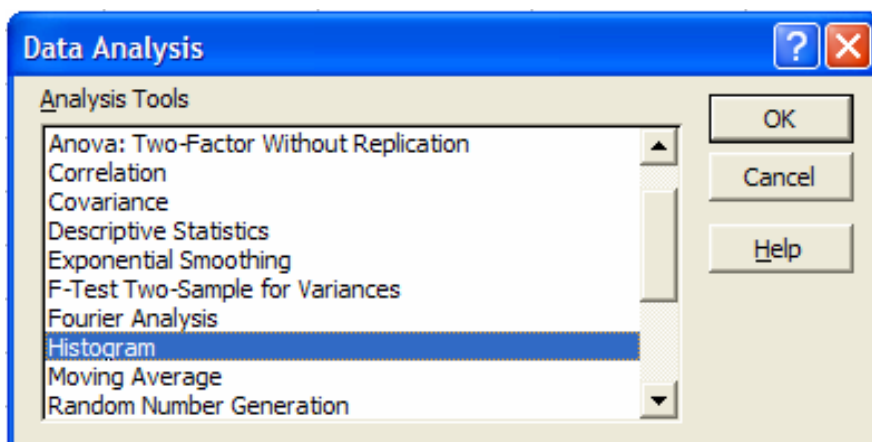 Data Analysis
Analysis Tools
Anova: Two-Factor Without Replication
Correlation
Covariance
Descriptive Statistics
Exponential Smoothing
F-Test Two-Sample for Variances
Fourier Analysis
Histogram
Moving Average
Random Number Generation
OK
Cancel
Help